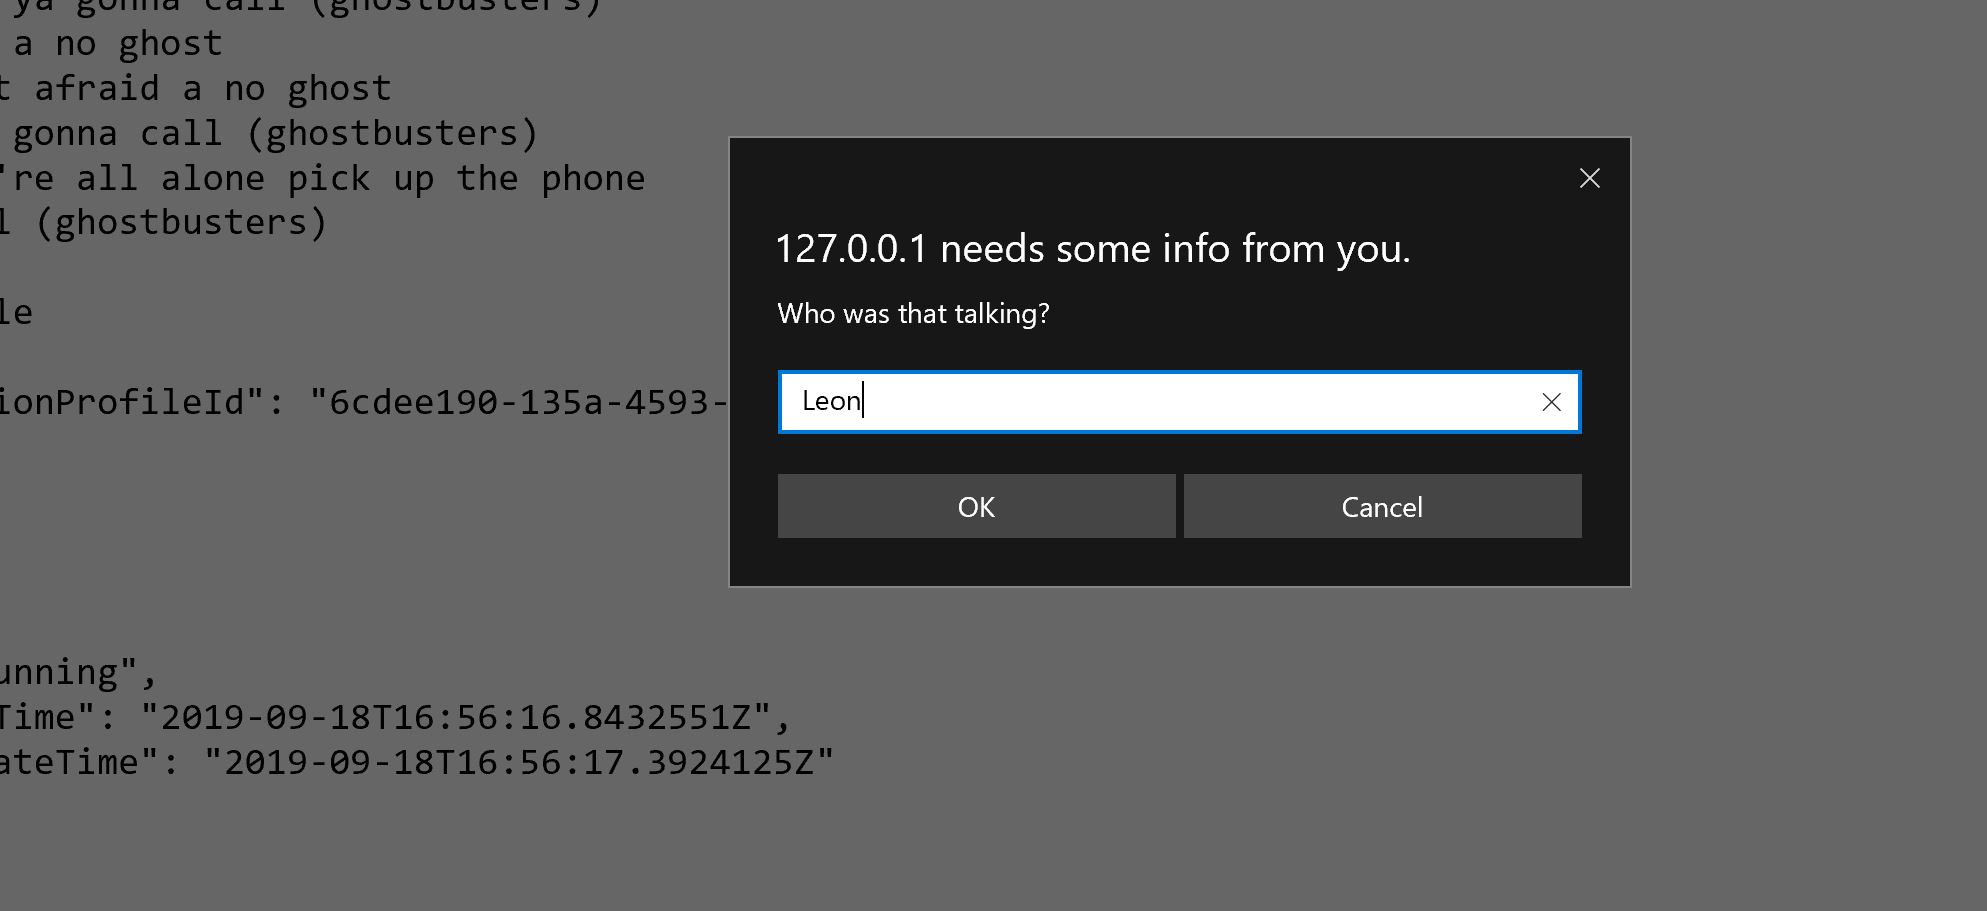 ya gonna call (ghostbusters)
a no ghost
t afraid a no ghost
gonna call (ghostbusters)
're all alone pick up the phone
l (ghostbusters)
le
ionProfileId": "6cdee190-135a-4593-
unning",
Time": "2019-09-18T16:56:16.8432551Z",
ateTime": "2019-09-18T16:56:17.3924125Z"
127.0.0.1 needs some info from you.
Who was that talking?
Leon
OK
Cancel